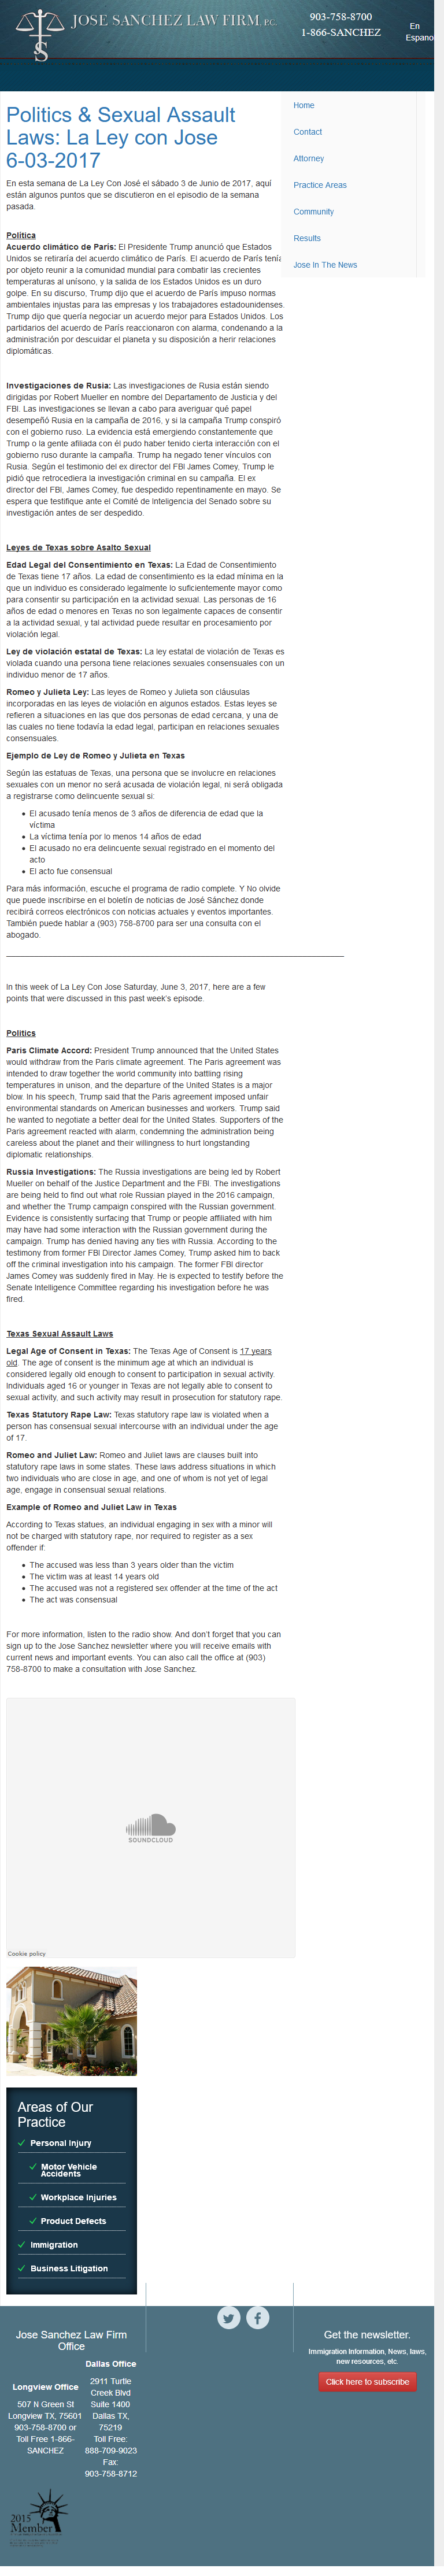 JOSE SANCHEZ LAW FIRM, P.C.
903-758-8700
1-866-SANCHEZ
En
Espano
Politics & Sexual Assault
Laws: La Ley con Jose
6-03-2017
Home
Contact
Attorney
Practice Areas
Community
Results
Jose In The News
En esta semana de La Ley Con José el sábado 3 de Junio de 2017, aquí
están algunos puntos que se discutieron en el episodio de la semana
pasada.
Política
Acuerdo climático de París: El Presidente Trump anunció que Estados
Unidos se retiraría del acuerdo climático de París. El acuerdo de París tenía
por objeto reunir a la comunidad mundial para combatir las crecientes
temperaturas al unísono, y la salida de los Estados Unidos es un duro
golpe. En su discurso, Trump dijo que el acuerdo de París impuso normas
ambientales injustas para las empresas y los trabajadores estadounidenses.
Trump dijo que quería negociar un acuerdo mejor para Estados Unidos. Los
partidarios del acuerdo de París reaccionaron con alarma, condenando a la
administración por descuidar el planeta y su disposición a herir relaciones
diplomáticas.
Investigaciones de Rusia: Las investigaciones de Rusia están siendo
dirigidas por Robert Mueller en nombre del Departamento de Justicia y del
FBI. Las investigaciones se llevan a cabo para averiguar qué papel
desempeñó Rusia en la campaña de 2016, y si la campaña Trump conspiró
con el gobierno ruso. La evidencia está emergiendo constantemente que
Trump o la gente afiliada con él pudo haber tenido cierta interacción con el
gobierno ruso durante la campaña. Trump ha negado tener vínculos con
Rusia. Según el testimonio del ex director del FBI James Comey, Trump le
pidió que retrocediera la investigación criminal en su campaña. El ex
director del FBI, James Comey, fue despedido repentinamente en mayo. Se
espera que testifique ante el Comité de Inteligencia del Senado sobre su
investigación antes de ser despedido.
Leyes de Texas sobre Asalto Sexual
Edad Legal del Consentimiento en Texas: La Edad de Consentimiento
de Texas tiene 17 años. La edad de consentimiento es la edad mínima en la
que un individuo es considerado legalmente lo suficientemente mayor como
para consentir su participación en la actividad sexual. Las personas de 16
años de edad o menores en Texas no son legalmente capaces de consentir
a la actividad sexual, y tal actividad puede resultar en procesamiento por
violación legal.
Ley de violación estatal de Texas: La ley estatal de violación de Texas es
violada cuando una persona tiene relaciones sexuales consensuales con un
individuo menor de 17 años.
Romeo y Julieta Ley: Las leyes de Romeo y Julieta son cláusulas
incorporadas en las leyes de violación en algunos estados. Estas leyes se
refieren a situaciones en las que dos personas de edad cercana, y una de
las cuales no tiene todavía la edad legal, participan en relaciones sexuales
consensuales.
Ejemplo de Ley de Romeo y Julieta en Texas
Según las estatuas de Texas, una persona que se involucre en relaciones
sexuales con un menor no será acusada de violación legal, ni será obligada
a registrarse como delincuente sexual si:
El acusado tenía menos de 3 años de diferencia de edad que la
víctima
La víctima tenía por lo menos 14 años de edad
El acusado no era delincuente sexual registrado en el momento del
acto
El acto fue consensual
Para más información, escuche el programa de radio complete. Y No olvide
que puede inscribirse en el boletín de noticias de José Sánchez donde
recibirá correos electrónicos con noticias actuales y eventos importantes.
También puede hablar a (903) 758-8700 para ser una consulta con el
abogado.
In this week of La Ley Con Jose Saturday, June 3, 2017, here are a few
points that were discussed in this past week's episode.
Politics
Paris Climate Accord: President Trump announced that the United States
would withdraw from the Paris climate agreement. The Paris agreement was
intended to draw together the world community into battling rising
temperatures in unison, and the departure of the United States is a major
blow. In his speech, Trump said that the Paris agreement imposed unfair
environmental standards on American businesses and workers. Trump said
he wanted to negotiate a better deal for the United States. Supporters of the
Paris agreement reacted with alarm, condemning the administration being
careless about the planet and their willingness to hurt longstanding
diplomatic relationships.
Russia Investigations: The Russia investigations are being led by Robert
Mueller on behalf of the Justice Department and the FBI. The investigations
are being held to find out what role Russian played in the 2016 campaign,
and whether the Trump campaign conspired with the Russian government.
Evidence is consistently surfacing that Trump or people affiliated with him
may have had some interaction with the Russian government during the
campaign. Trump has denied having any ties with Russia. According to the
testimony from former FBI Director James Comey, Trump asked him to back
off the criminal investigation into his campaign. The former FBI director
James Comey was suddenly fired in May. He is expected to testify before the
Senate Intelligence Committee regarding his investigation before he was
fired.
Texas Sexual Assault Laws
Legal Age of Consent in Texas: The Texas Age of Consent is 17 years
old. The age of consent is the minimum age at which an individual is
considered legally old enough to consent to participation in sexual activity.
Individuals aged 16 or younger in Texas are not legally able to consent to
sexual activity, and such activity may result in prosecution for statutory rape.
Texas Statutory Rape Law: Texas statutory rape law is violated when a
person has consensual sexual intercourse with an individual under the age
of 17.
Romeo and Juliet Law: Romeo and Juliet laws are clauses built into
statutory rape laws in some states. These laws address situations in which
two individuals who are close in age, and one of whom is not yet of legal
age, engage in consensual sexual relations.
Example of Romeo and Juliet Law in Texas
According to Texas statues, an individual engaging in sex with a minor will
not be charged with statutory rape, nor required to register as a sex
offender if:
The accused was less than 3 years older than the victim
The victim was at least 14 years old
The accused was not a registered sex offender at the time of the act
The act was consensual
For more information, listen to the radio show. And don't forget that you can
sign up to the Jose Sanchez newsletter where you will receive emails with
current news and important events. You can also call the office at (903)
758-8700 to make a consultation with Jose Sanchez.
SOUNDCLOUD
Cookie policy
Areas of Our
Practice
Personal Injury
Motor Vehicle
Accidents
Workplace Injuries
Product Defects
Immigration
Business Litigation
Jose Sanchez Law Firm
Office
Longview Office
507 N Green St
Longview TX, 75601
903-758-8700 or
Toll Free 1-866-
SANCHEZ
Dallas Office
2911 Turtle
Creek Blvd
Suite 1400
Dallas TX,
75219
Toll Free:
888-709-9023
Fax:
903-758-8712
Get the newsletter.
Immigration Information, News, laws,
new resources, etc.
Click here to subscribe
2015
Member